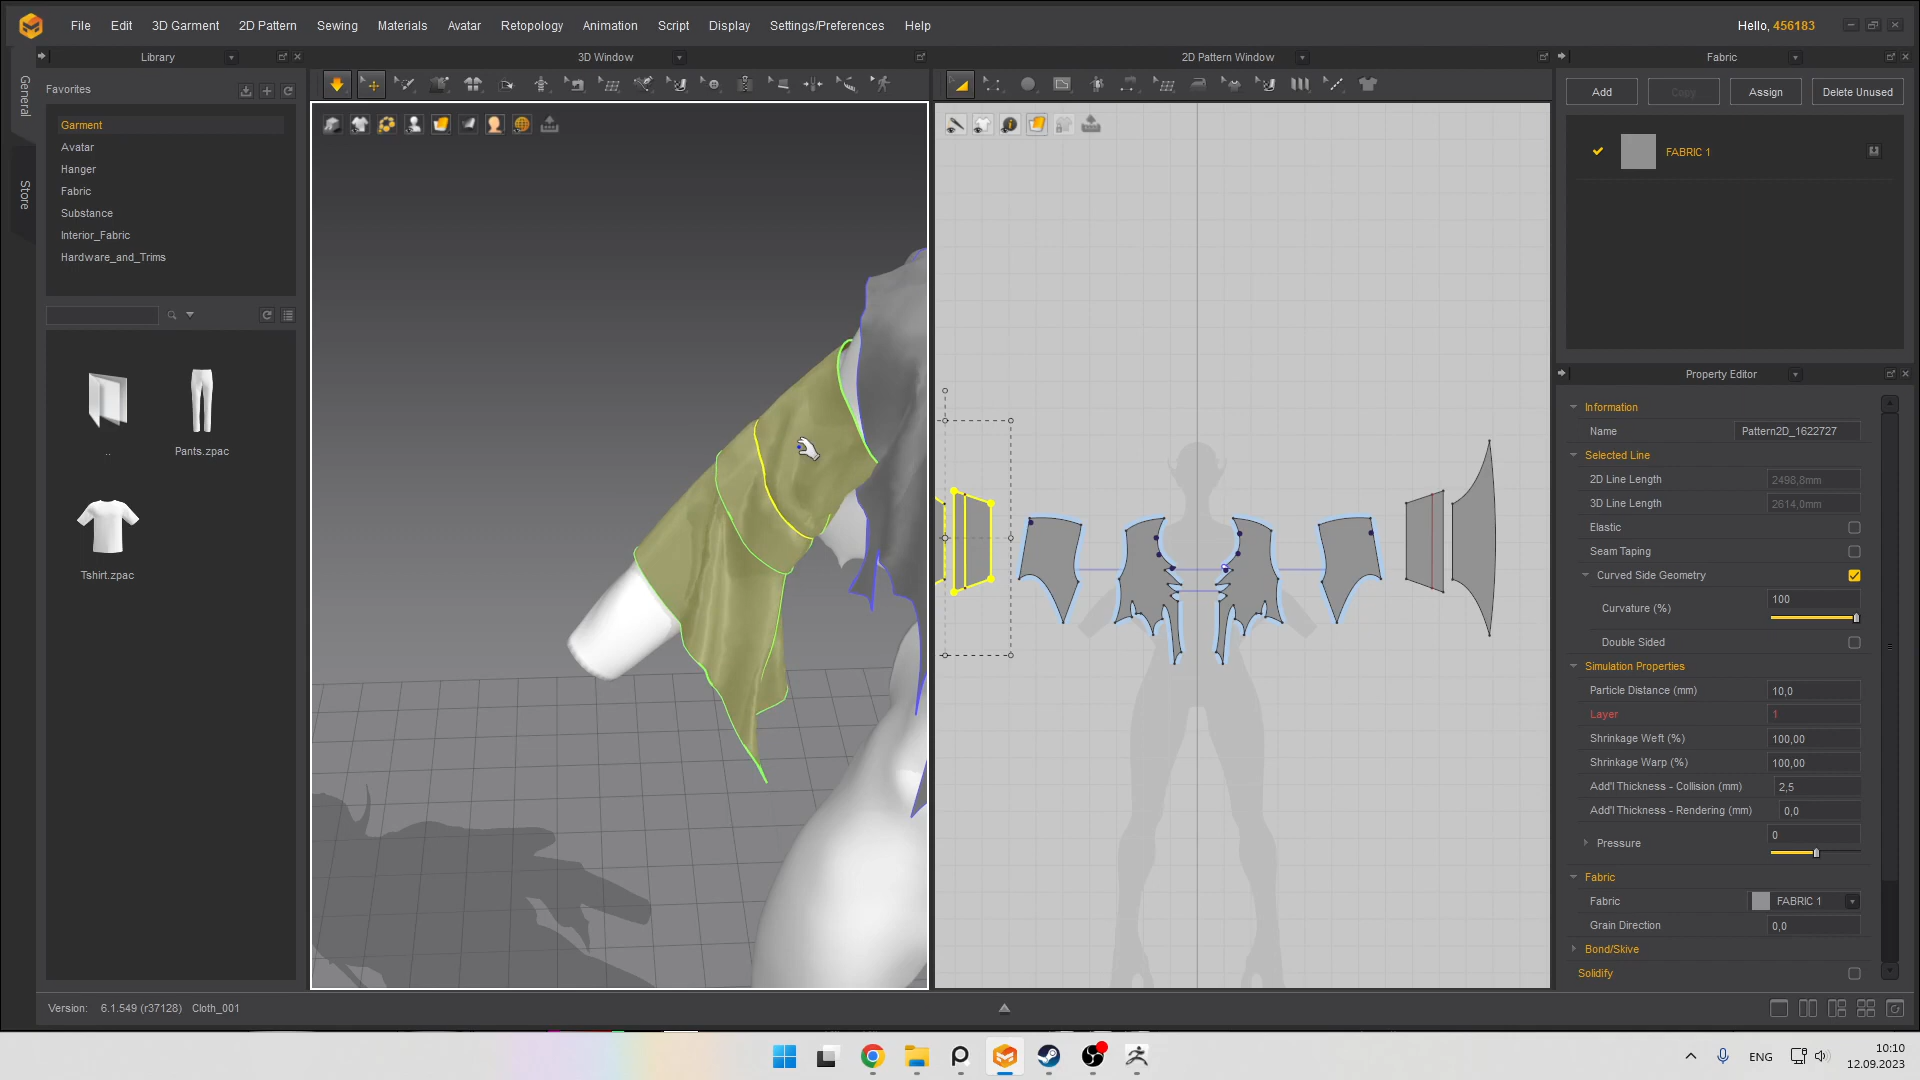 File Edit 3D Garment 2D Pattern Sewing Materials Avatar Retopology Animation Script Display Settings/Preferences Help
Hello, 456183
Library
3D Window
2D Pattern Window
Fabric
General
Store
Favorites
Garment
Avatar
Hanger
Fabric
Substance
Interior_Fabric
Hardware_and_Trims
..
Pants.zpac
Tshirt.zpac
Add
Copy
Assign
Delete Unused
FABRIC 1
Property Editor
Information
Name Pattern2D_1622727
Selected Line
2D Line Length 2498,8mm
3D Line Length 2614,0mm
Elastic
Seam Taping
Curved Side Geometry
Curvature (%) 100
Double Sided
Simulation Properties
Particle Distance (mm) 10,0
Layer 1
Shrinkage Weft (%) 100,00
Shrinkage Warp (%) 100,00
Add'l Thickness - Collision (mm) 2,5
Add'l Thickness - Rendering (mm) 0,0
Pressure 0
Fabric
Fabric FABRIC 1
Grain Direction 0,0
Bond/Skive
Solidify
Version: 6.1.549 (r37128) Cloth_001
ENG
10:10
12.09.2023